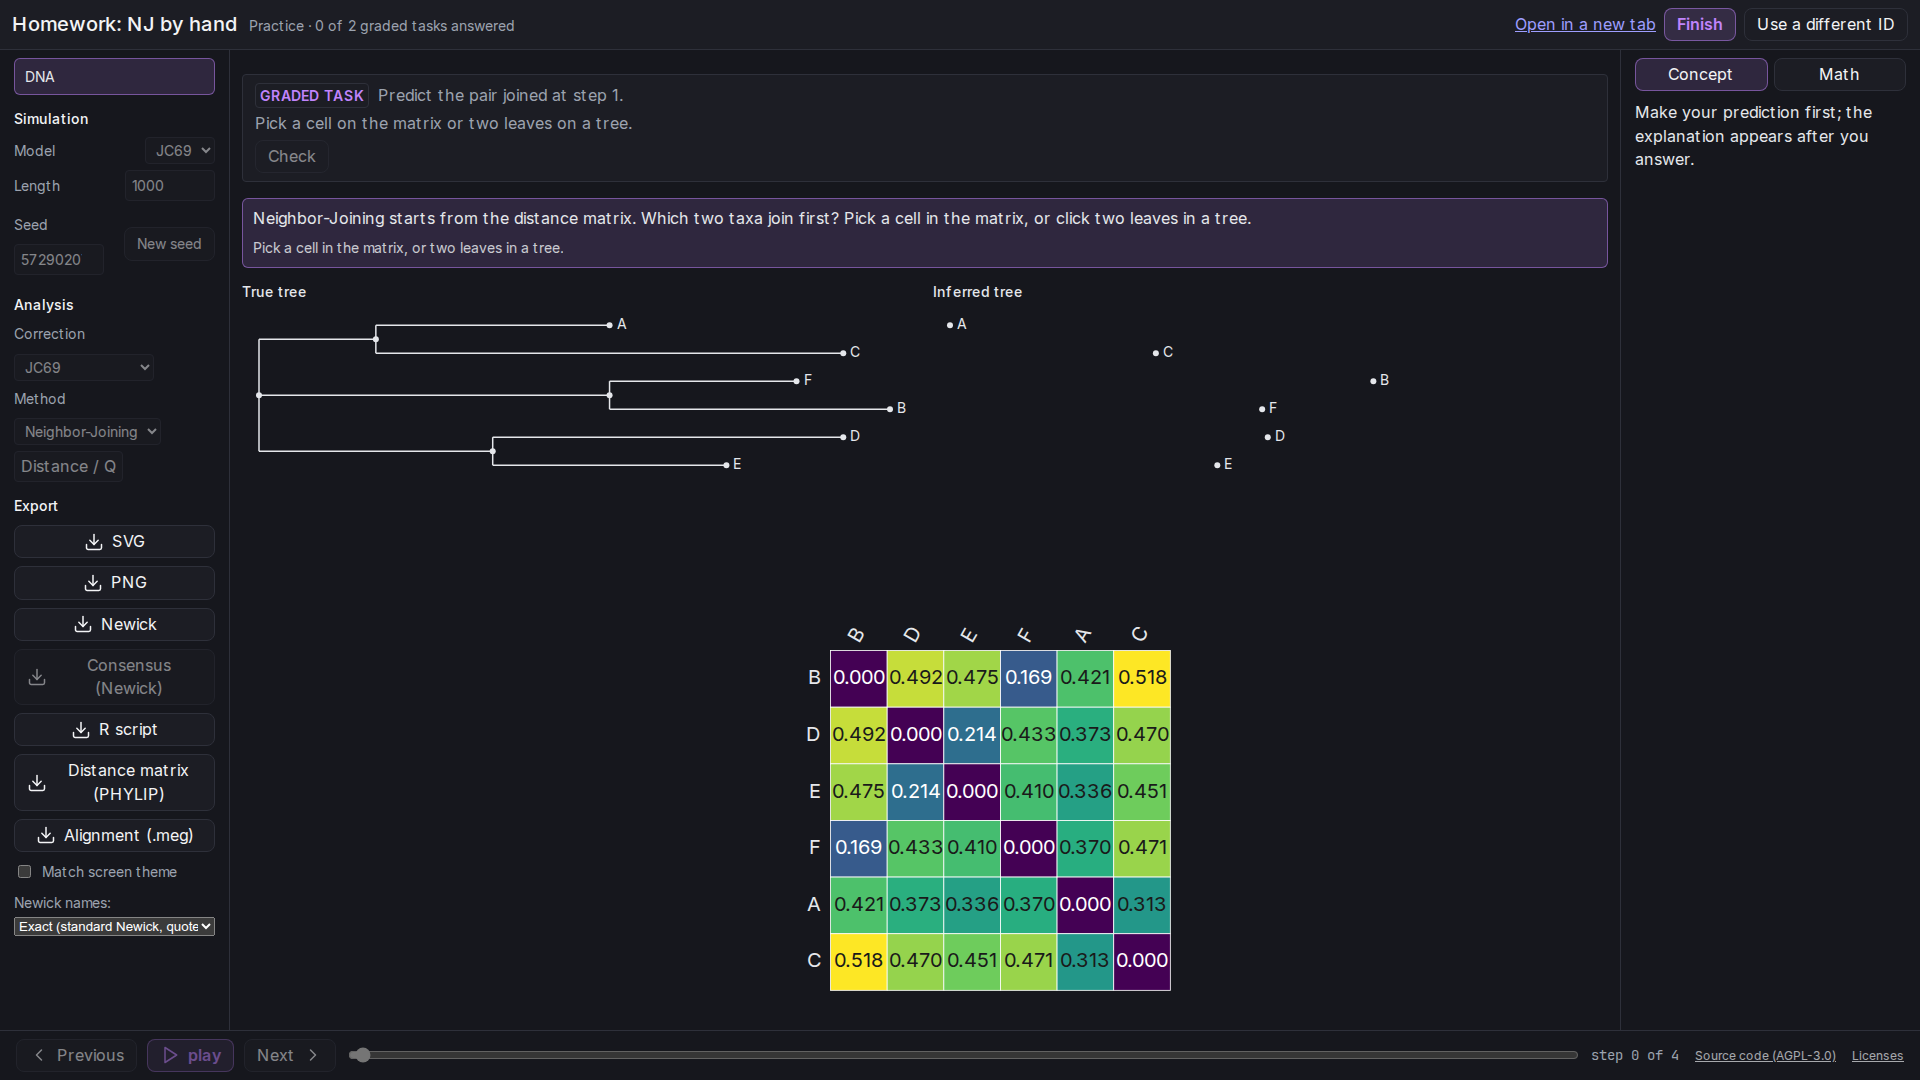 Homework: NJ by hand
Practice · 0 of 2 graded tasks answered
Open in a new tab
Finish
Use a different ID
DNA
Simulation
Model
JC69
Length
1000
Seed
5729020
New seed
Analysis
Correction
JC69
Method
Neighbor-Joining
Distance / Q
Export
SVG
PNG
Newick
Consensus
(Newick)
R script
Distance matrix
(PHYLIP)
Alignment (.meg)
Match screen theme
Newick names:
Exact (standard Newick, quote
GRADED TASK Predict the pair joined at step 1.
Pick a cell on the matrix or two leaves on a tree.
Check
Neighbor-Joining starts from the distance matrix. Which two taxa join first? Pick a cell in the matrix, or click two leaves in a tree.
Pick a cell in the matrix, or two leaves in a tree.
True tree
A
C
F
B
D
E
Inferred tree
A
C
B
F
D
E
B D E F A C
B 0.000 0.492 0.475 0.169 0.421 0.518
D 0.492 0.000 0.214 0.433 0.373 0.470
E 0.475 0.214 0.000 0.410 0.336 0.451
F 0.169 0.433 0.410 0.000 0.370 0.471
A 0.421 0.373 0.336 0.370 0.000 0.313
C 0.518 0.470 0.451 0.471 0.313 0.000
Concept
Math
Make your prediction first; the
explanation appears after you
answer.
Previous
play
Next
step 0 of 4
Source code (AGPL-3.0)
Licenses